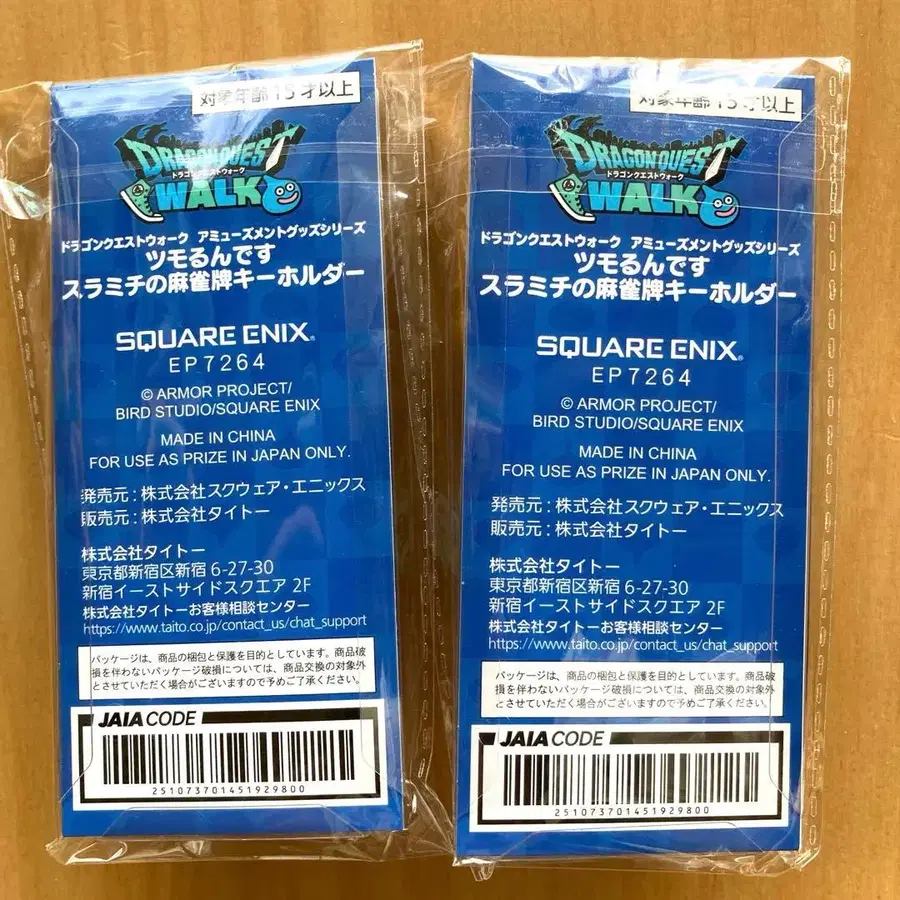 対象年齢15才以上
DRAGON QUEST
ドラゴンクエストウォーク
WALK
ドラゴンクエストウォーク アミューズメントグッズシリーズ
ツモるんです
スラミチの麻雀牌キーホルダー
SQUARE ENIX®
EP7264
© ARMOR PROJECT/
BIRD STUDIO/SQUARE ENIX
MADE IN CHINA
FOR USE AS PRIZE IN JAPAN ONLY.
発売元:株式会社スクウェア・エニックス
販売元:株式会社タイトー
株式会社タイトー
東京都新宿区新宿 6-27-30
新宿イーストサイドスクエア 2F
株式会社タイトーお客様相談センター
https://www.taito.co.jp/contact_us/chat_support
パッケージは、商品の梱包と保護を目的としています。商品破
損を伴わないパッケージ破損については、商品交換の対象外
とさせていただく場合がございますので予めご了承ください。
JAIA CODE
251073701451929800
対象年齢15才以上
DRAGON QUEST
ドラゴンクエストウォーク
WALK
ドラゴンクエストウォーク アミューズメントグッズシリーズ
ツモるんです
スラミチの麻雀牌キーホルダー
SQUARE ENIX®
EP7264
© ARMOR PROJECT/
BIRD STUDIO/SQUARE ENIX
MADE IN CHINA
FOR USE AS PRIZE IN JAPAN ONLY.
発売元:株式会社スクウェア・エニックス
販売元:株式会社タイトー
株式会社タイトー
東京都新宿区新宿 6-27-30
新宿イーストサイドスクエア 2F
株式会社タイトーお客様相談センター
https://www.taito.co.jp/contact_us/chat_support
パッケージは、商品の梱包と保護を目的としています。商品破
損を伴わないパッケージ破損については、商品交換の対象外
とさせていただく場合がございますので予めご了承ください。
JAIA CODE
251073701451929800